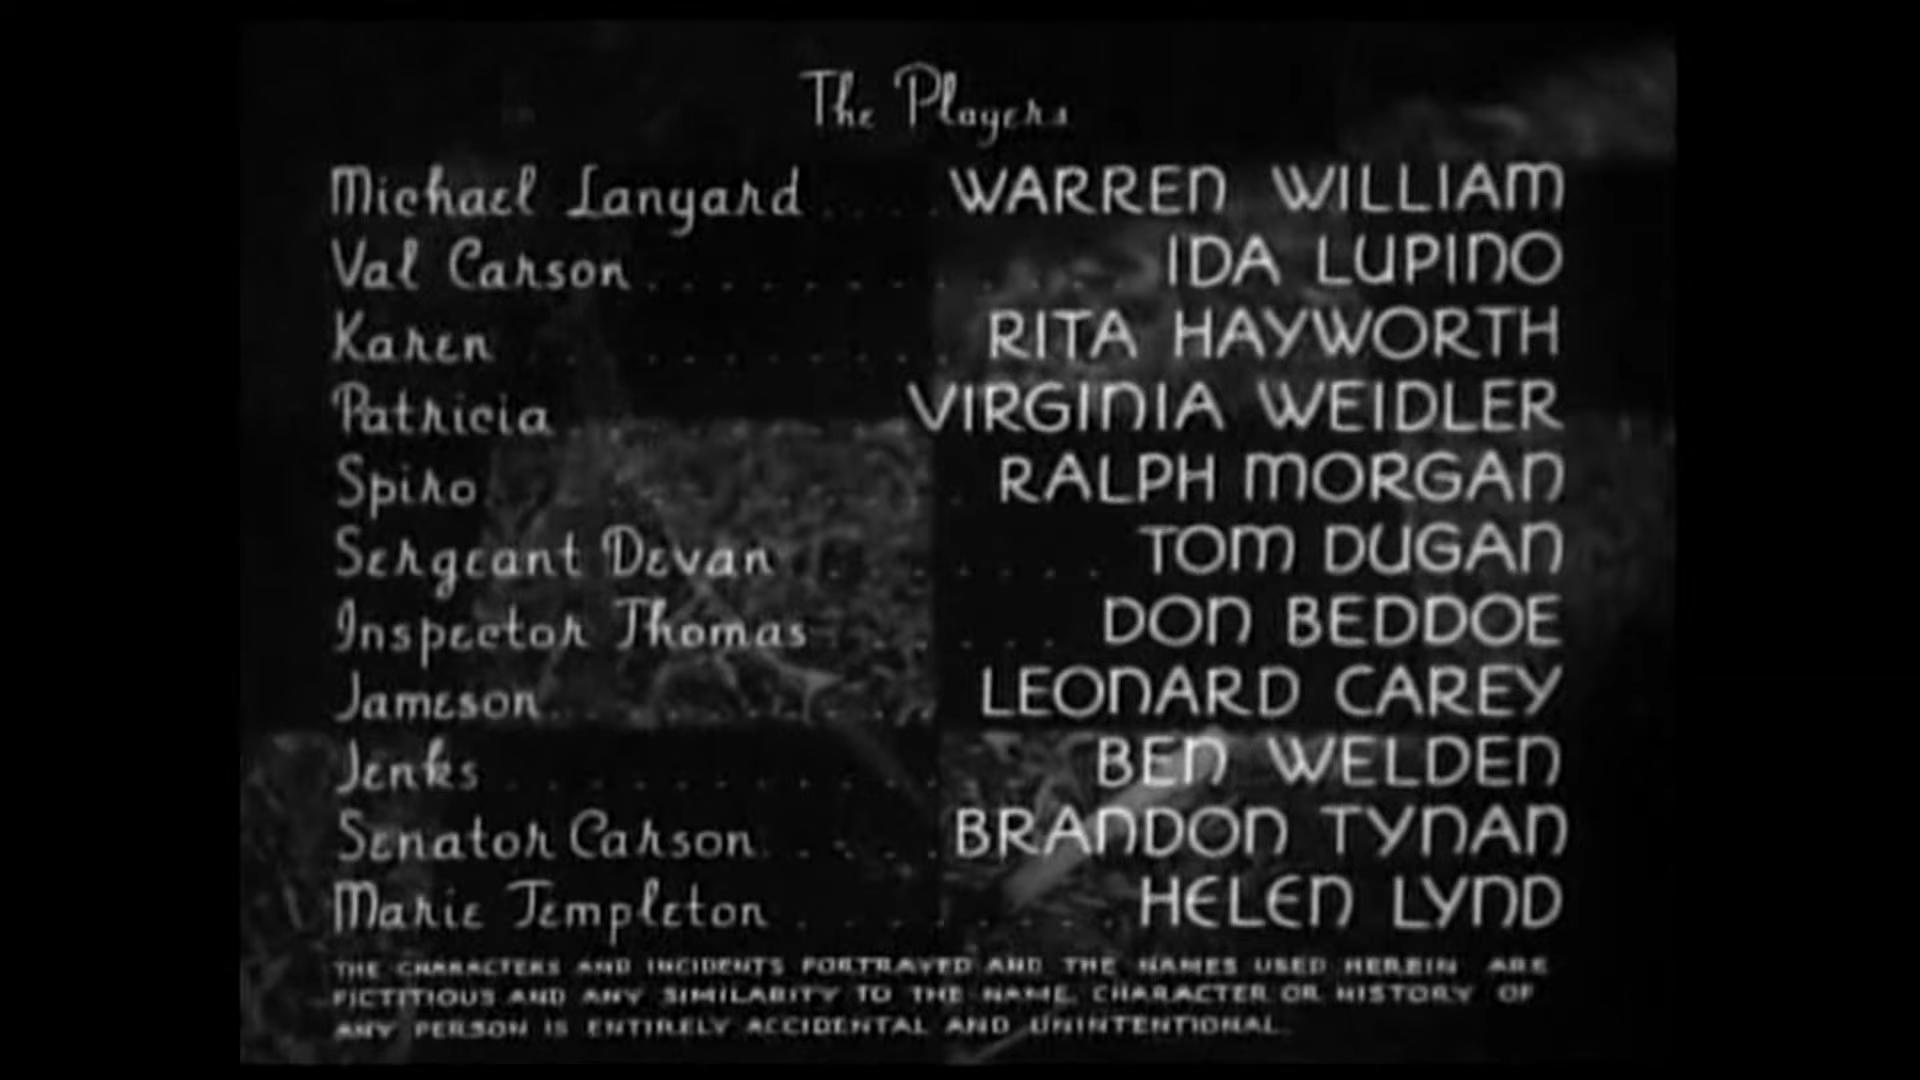 The Players
Michael Lanyard .... WARREN WILLIAM
Val Carson ............ IDA LUPINO
Karen ........... RITA HAYWORTH
Patricia ......... VIRGINIA WEIDLER
Spiro ........... RALPH MORGAN
Sergeant Devan ........ TOM DUGAN
Inspector Thomas ...... DON BEDDOE
Jameson .......... LEONARD CAREY
Jenks ............ BEN WELDEN
Senator Carson ..... BRANDON TYNAN
Marie Templeton ........ HELEN LYND
THE CHARACTERS AND INCIDENTS PORTRAYED AND THE NAMES USED HEREIN ARE
FICTITIOUS AND ANY SIMILARITY TO THE NAME, CHARACTER OR HISTORY OF
ANY PERSON IS ENTIRELY ACCIDENTAL AND UNINTENTIONAL.